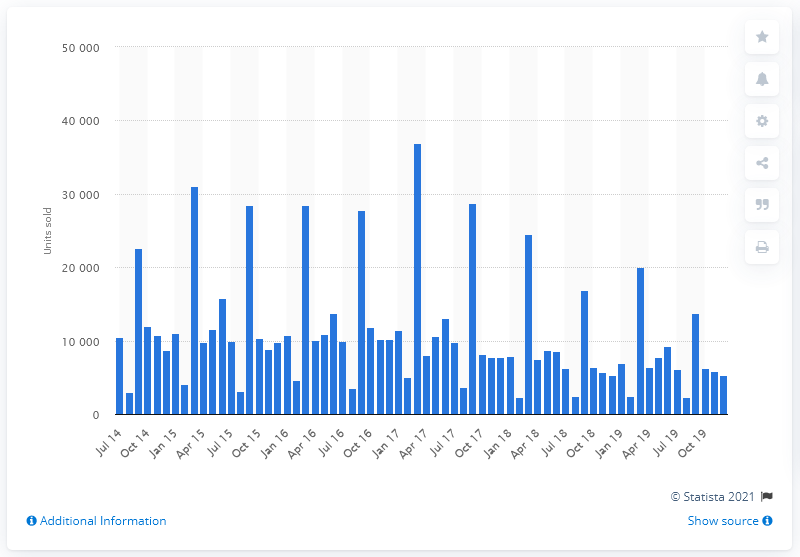 50 000
40 000
30 000
20 000
10 000
0
Units sold
Jul 14
Oct 14
Jan 15
Apr 15
Jul 15
Oct 15
Jan 16
Apr 16
Jul 16
Oct 16
Jan 17
Apr 17
Jul 17
Oct 17
Jan 18
Apr 18
Jul 18
Oct 18
Jan 19
Apr 19
Jul 19
Oct 19
© Statista 2021
Additional Information
Show source